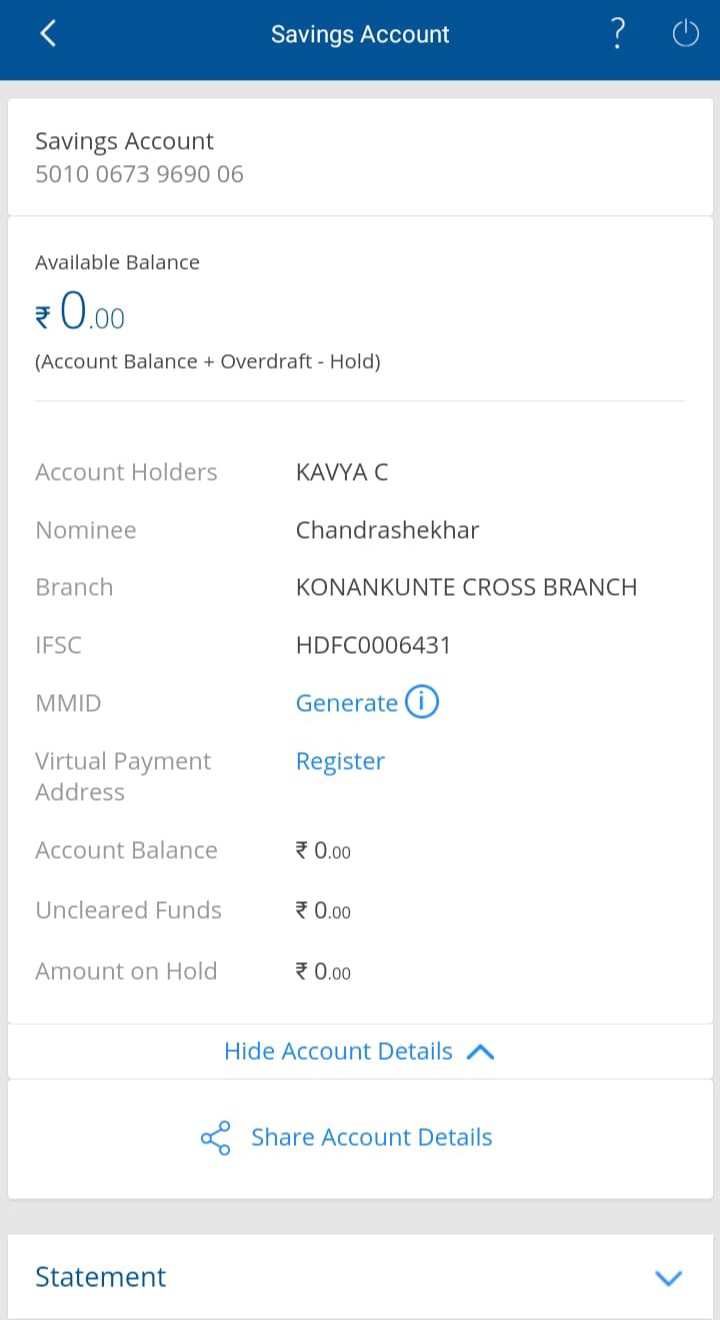 Savings Account
?
Savings Account
5010 0673 9690 06
Available Balance
₹ 0.00
(Account Balance + Overdraft - Hold)
Account Holders KAVYA C
Nominee Chandrashekhar
Branch KONANKUNTE CROSS BRANCH
IFSC HDFC0006431
MMID Generate i
Virtual Payment Register
Address
Account Balance ₹ 0.00
Uncleared Funds ₹ 0.00
Amount on Hold ₹ 0.00
Hide Account Details
Share Account Details
Statement